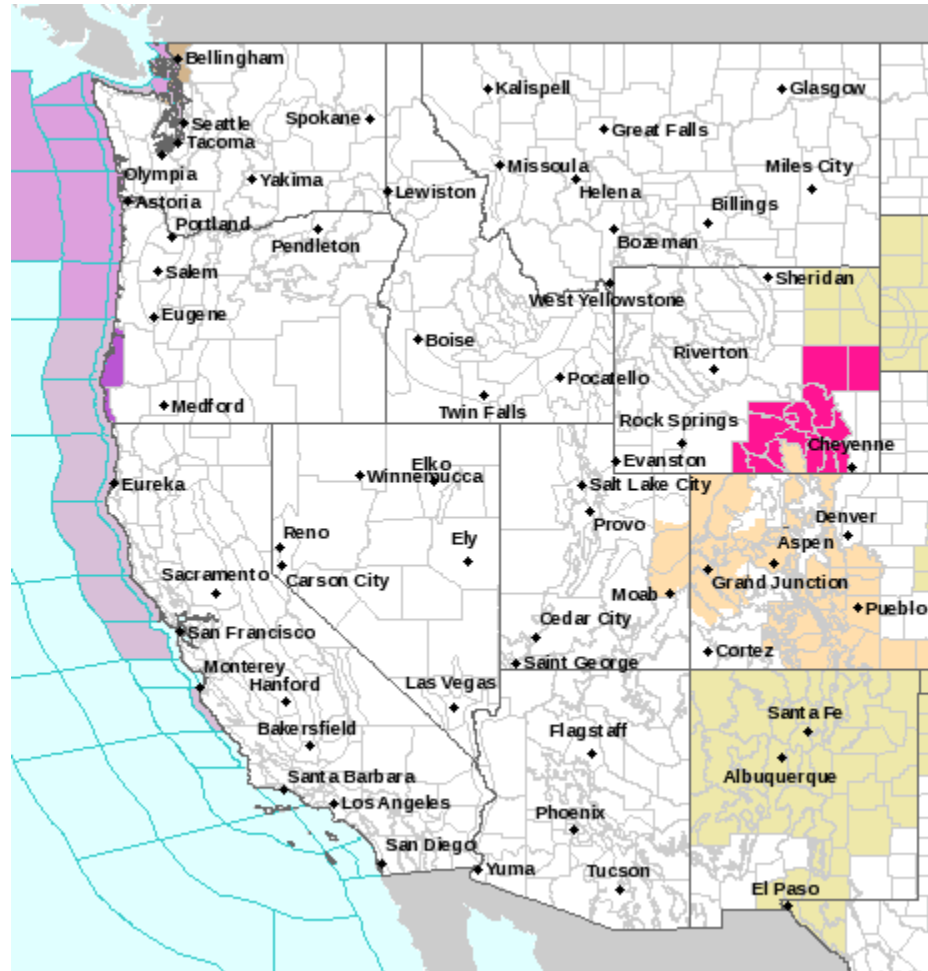 Bellingham
Kalispell
Glasgow
Seattle
Spokane
Great Falls
Tacoma
Olympia
Missoula
Miles City
Yakima
Helena
Astoria
Lewiston
Billings
Portland
Pendleton
Bozeman
Salem
Sheridan
West Yellowstone
Eugene
Boise
Riverton
Pocatello
Medford
Twin Falls
Rock Springs
Cheyenne
Evanston
Elko
Winnemucca
Eureka
Salt Lake City
Provo
Denver
Reno
Ely
Aspen
Sacramento
Carson City
Grand Junction
Moab
Pueblo
Cedar City
San Francisco
Cortez
Saint George
Monterey
Hanford
Las Vegas
Santa Fe
Bakersfield
Flagstaff
Albuquerque
Santa Barbara
Los Angeles
Phoenix
San Diego
Yuma
Tucson
El Paso